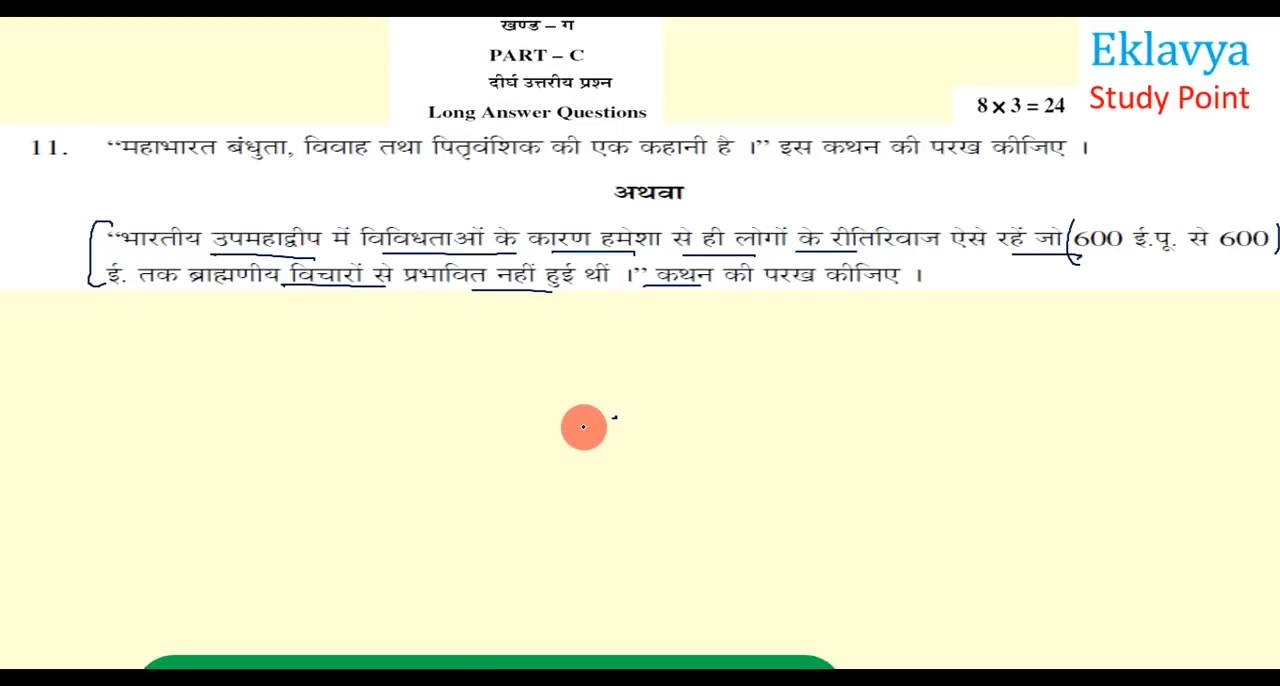 खण्ड – ग
PART – C
दीर्घ उत्तरीय प्रश्न
Long Answer Questions
8 × 3 = 24
Eklavya
Study Point
11. “महाभारत बंधुता, विवाह तथा पितृवंशिक की एक कहानी है ।” इस कथन की परख कीजिए ।
अथवा
“भारतीय उपमहाद्वीप में विविधताओं के कारण हमेशा से ही लोगों के रीतिरिवाज ऐसे रहें जो 600 ई.पू. से 600
ई. तक ब्राह्मणीय विचारों से प्रभावित नहीं हुई थीं ।” कथन की परख कीजिए ।